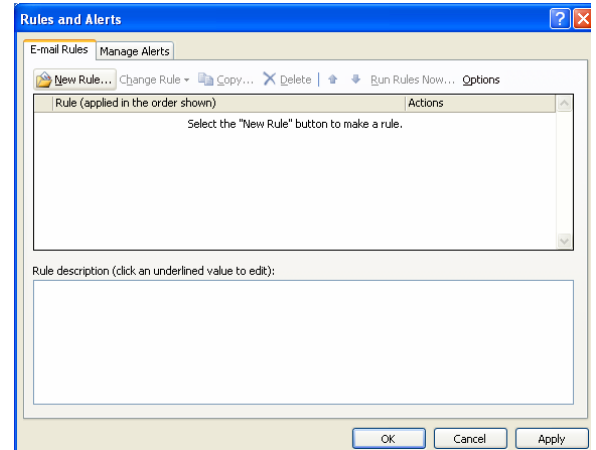 Rules and Alerts
E-mail Rules Manage Alerts
New Rule... Change Rule Copy... Delete Run Rules Now... Options
Rule (applied in the order shown) Actions
Select the "New Rule" button to make a rule.
Rule description (click an underlined value to edit):
OK Cancel Apply